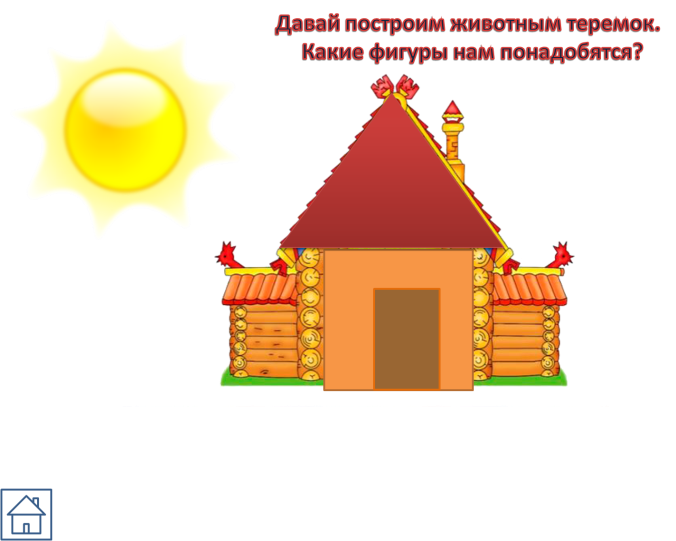 Давай построим животным теремок.
Какие фигуры нам понадобятся?